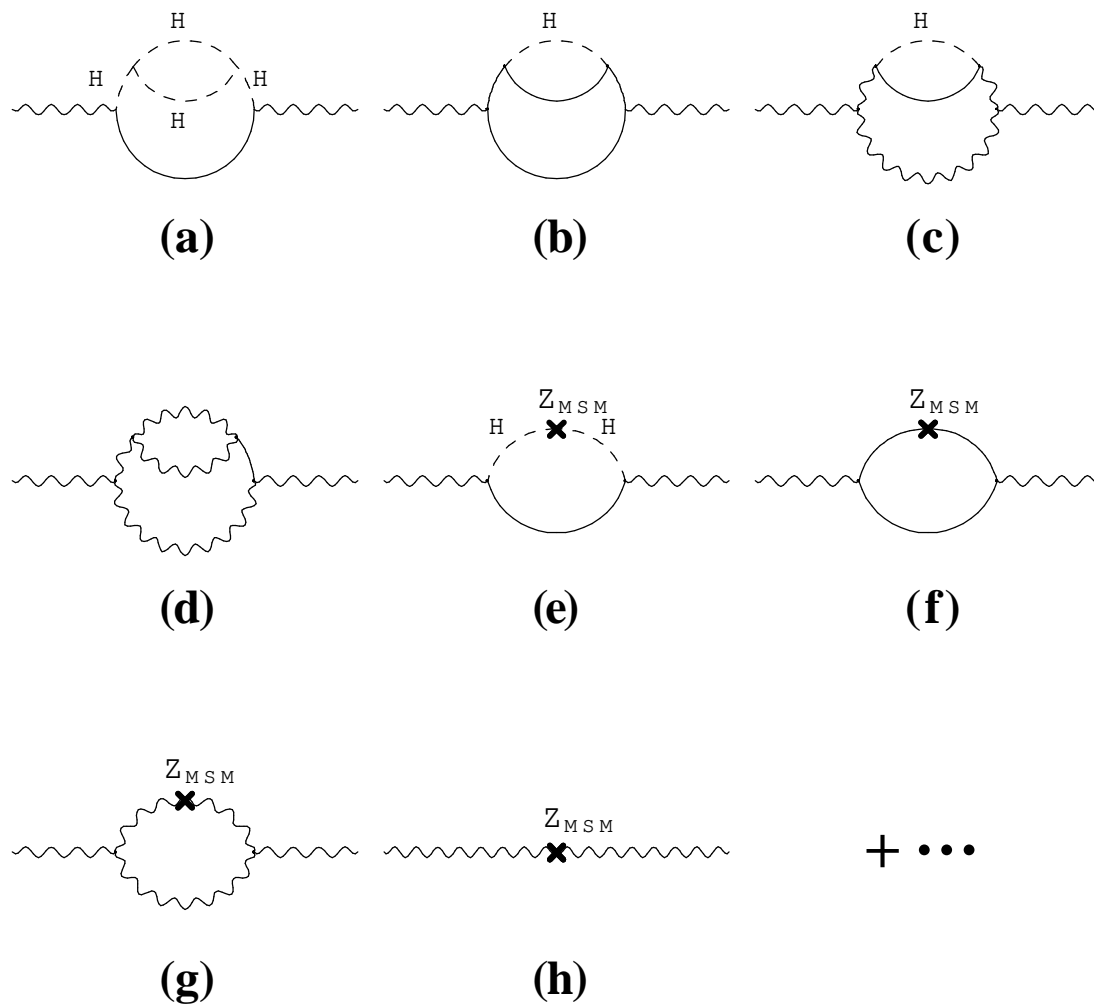 H H H
H H
H
(a) (b) (c)
Z_MSM Z_MSM
H H
(d) (e) (f)
Z_MSM
Z_MSM
+ •••
(g) (h)